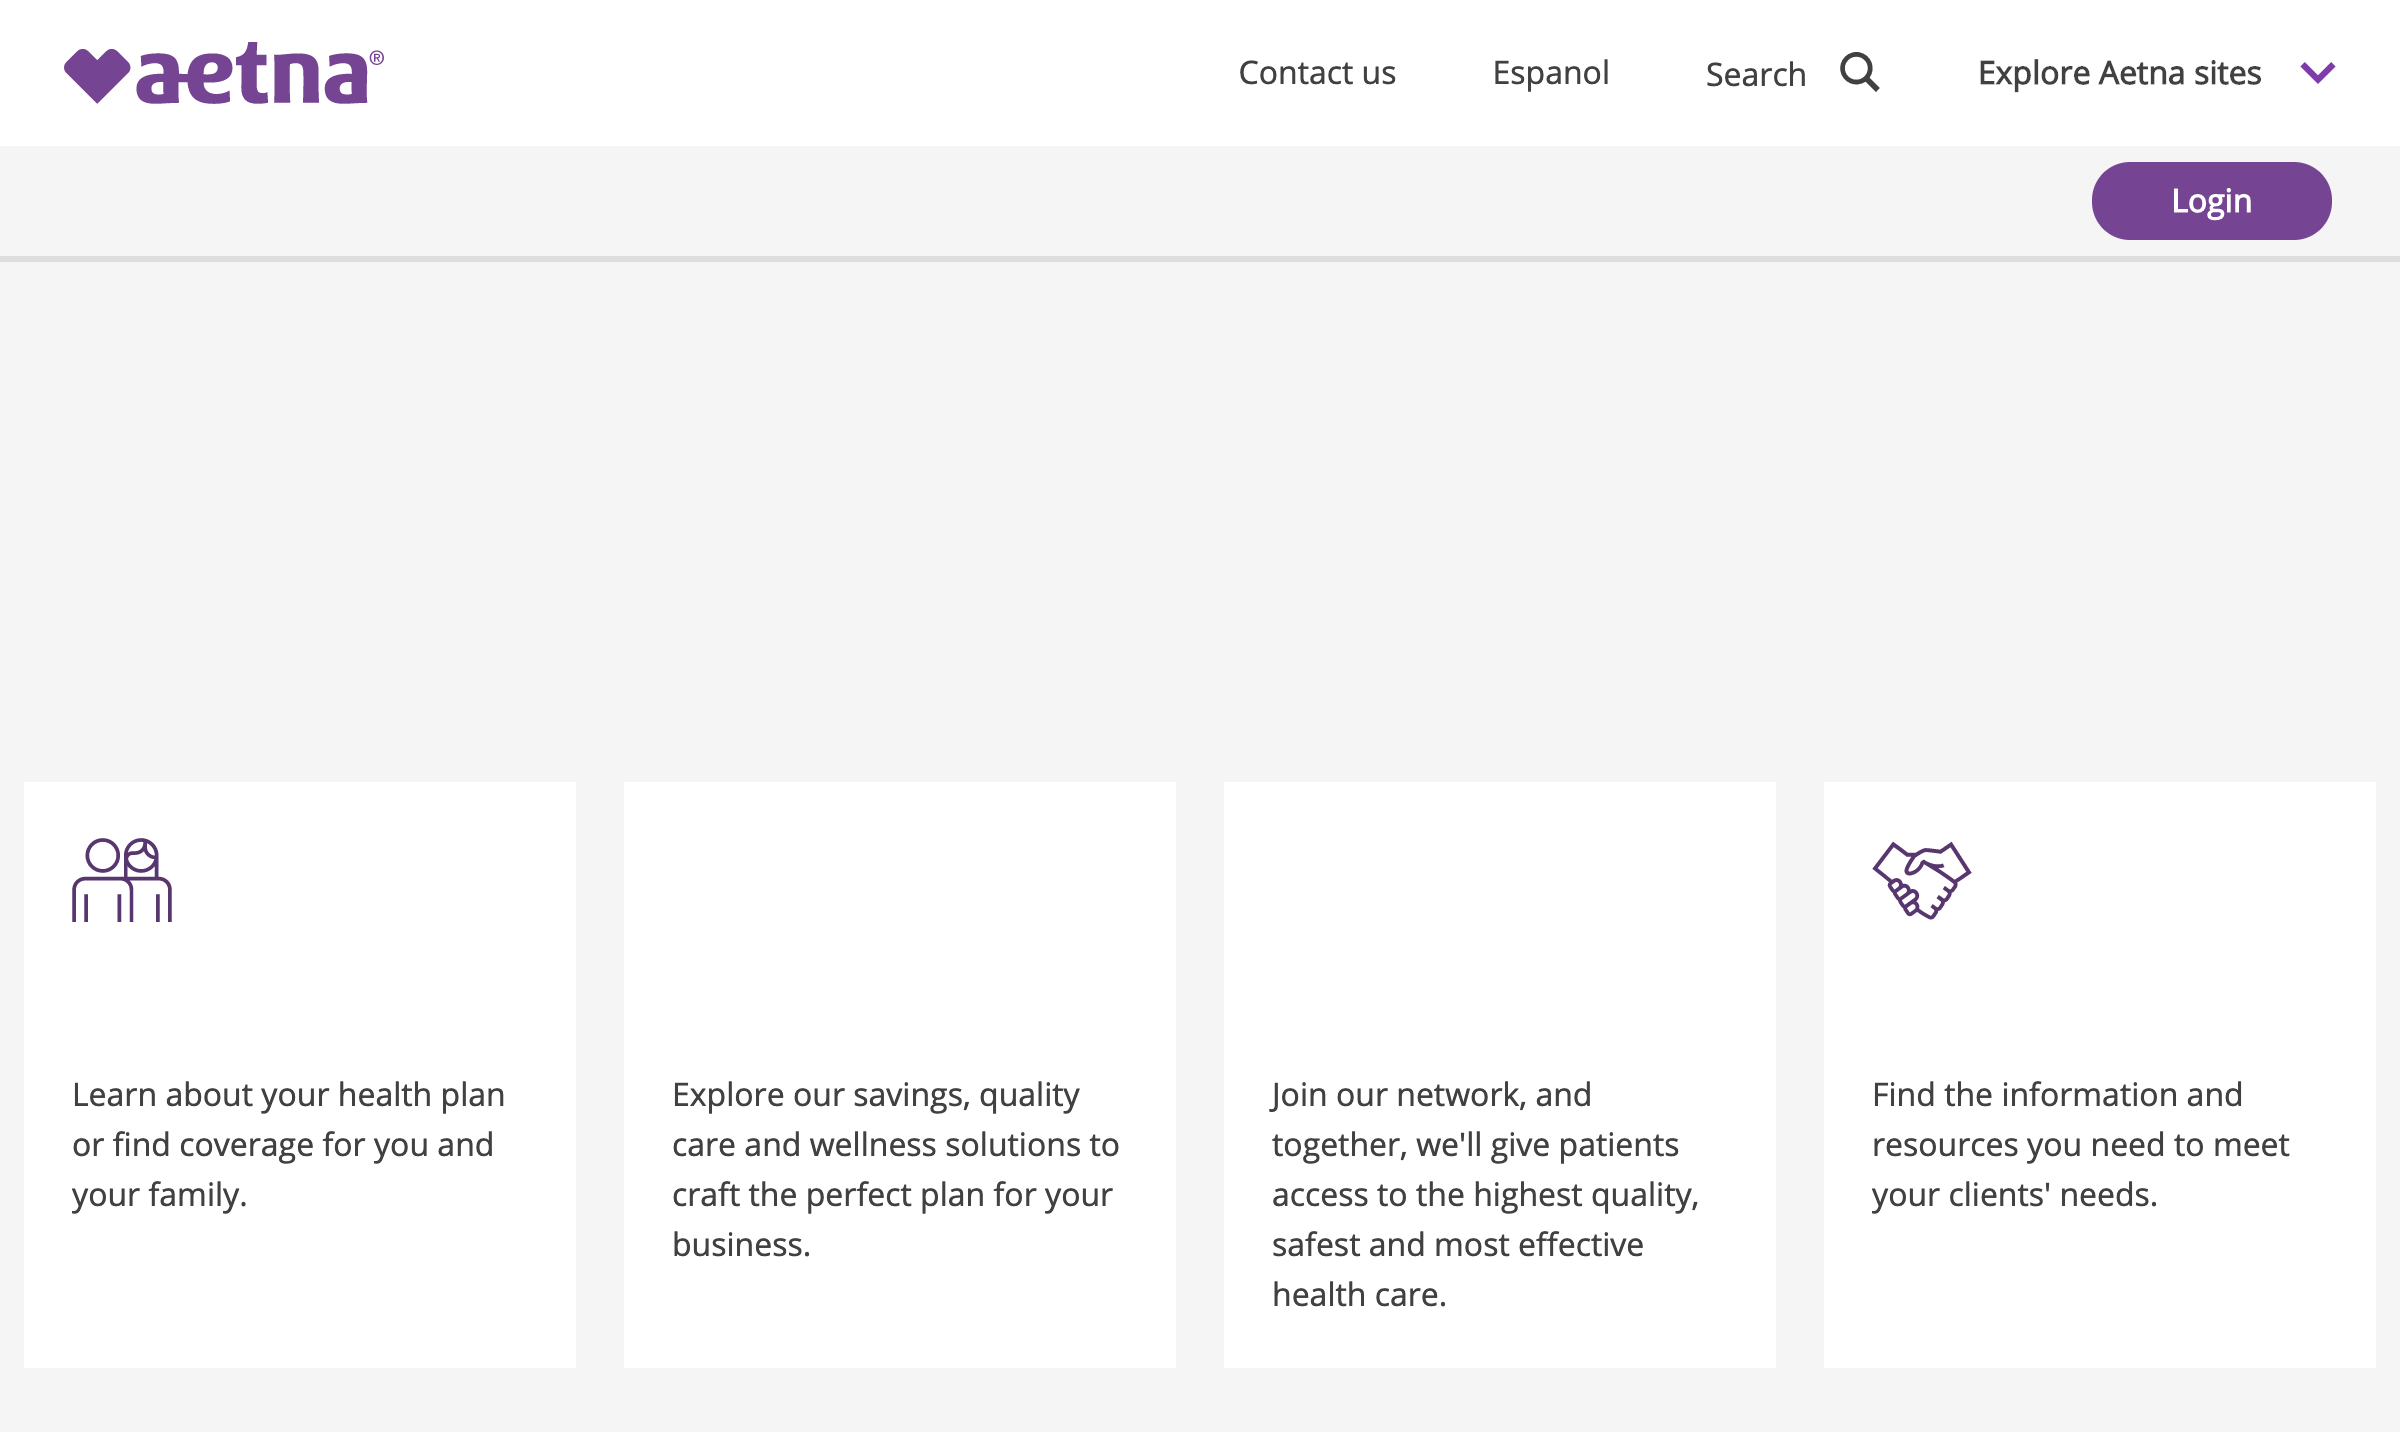 aetna®
Contact us
Espanol
Search
Explore Aetna sites
Login
Learn about your health plan
or find coverage for you and
your family.
Explore our savings, quality
care and wellness solutions to
craft the perfect plan for your
business.
Join our network, and
together, we'll give patients
access to the highest quality,
safest and most effective
health care.
Find the information and
resources you need to meet
your clients' needs.